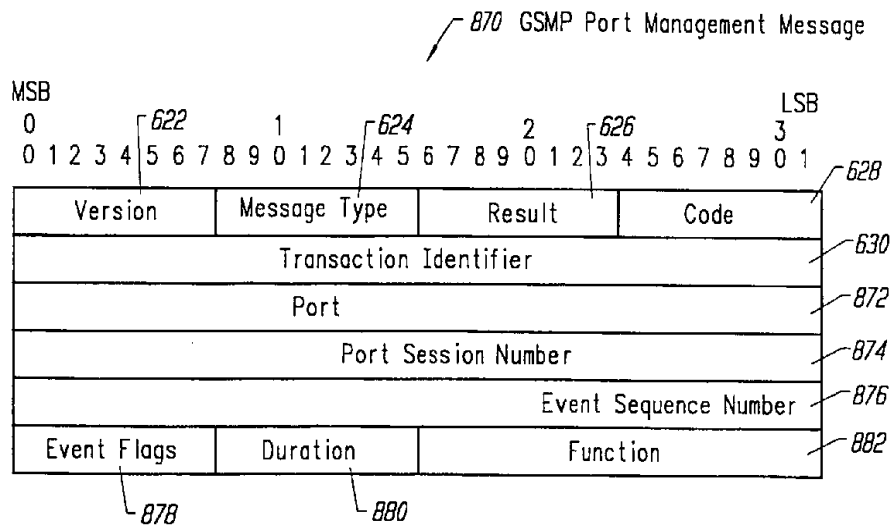 870 GSMP Port Management Message
MSB LSB
0 1 2 3
0 1 2 3 4 5 6 7 8 9 0 1 2 3 4 5 6 7 8 9 0 1 2 3 4 5 6 7 8 9 0 1
622 624 626 628
Version Message Type Result Code
Transaction Identifier 630
Port 872
Port Session Number 874
Event Sequence Number 876
Event Flags Duration Function 882
878 880